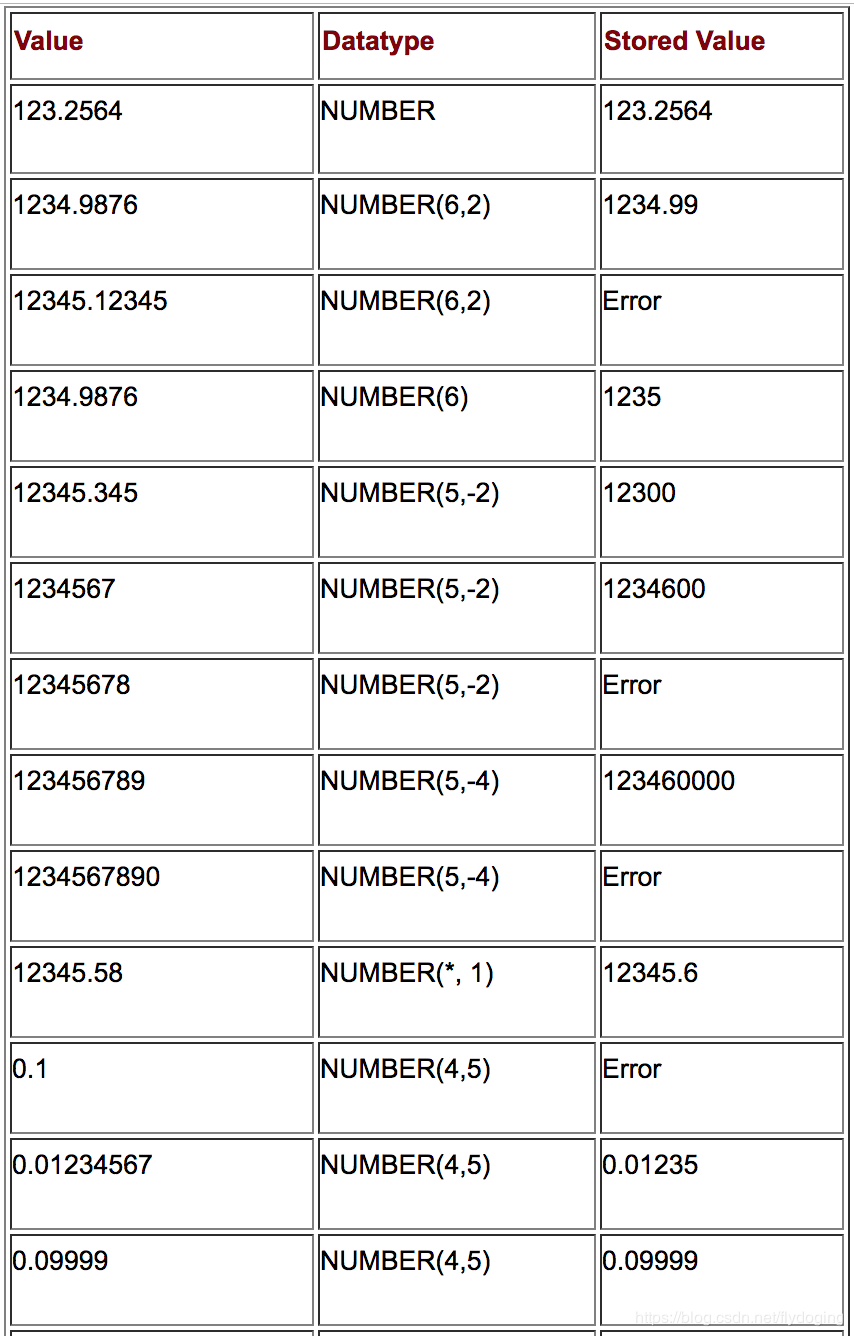 Value Datatype Stored Value
123.2564 NUMBER 123.2564
1234.9876 NUMBER(6,2) 1234.99
12345.12345 NUMBER(6,2) Error
1234.9876 NUMBER(6) 1235
12345.345 NUMBER(5,-2) 12300
1234567 NUMBER(5,-2) 1234600
12345678 NUMBER(5,-2) Error
123456789 NUMBER(5,-4) 123460000
1234567890 NUMBER(5,-4) Error
12345.58 NUMBER(*, 1) 12345.6
0.1 NUMBER(4,5) Error
0.01234567 NUMBER(4,5) 0.01235
0.09999 NUMBER(4,5) 0.09999
https://blog.csdn.net/flydoging